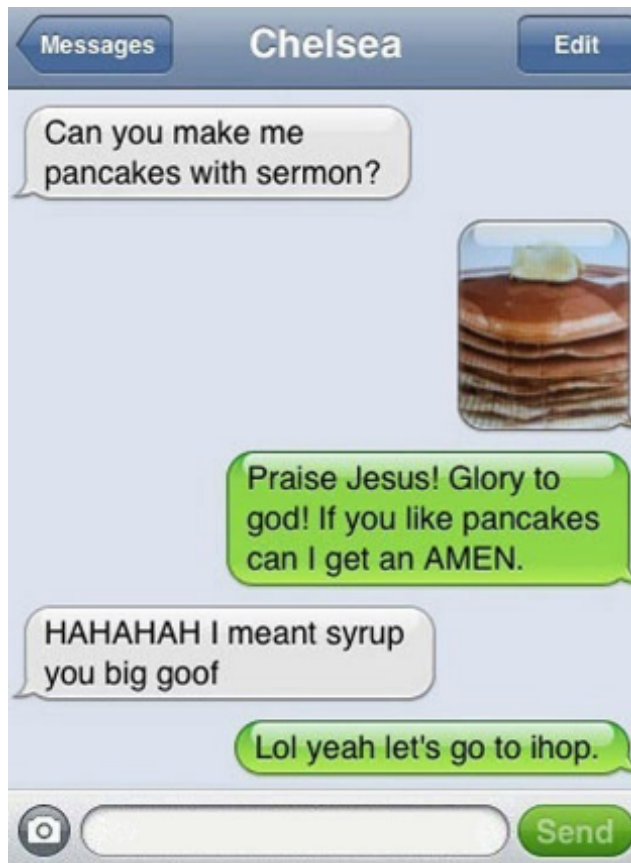 Messages
Chelsea
Edit
Can you make me
pancakes with sermon?
Praise Jesus! Glory to
god! If you like pancakes
can I get an AMEN.
HAHAHAH I meant syrup
you big goof
Lol yeah let's go to ihop.
Send